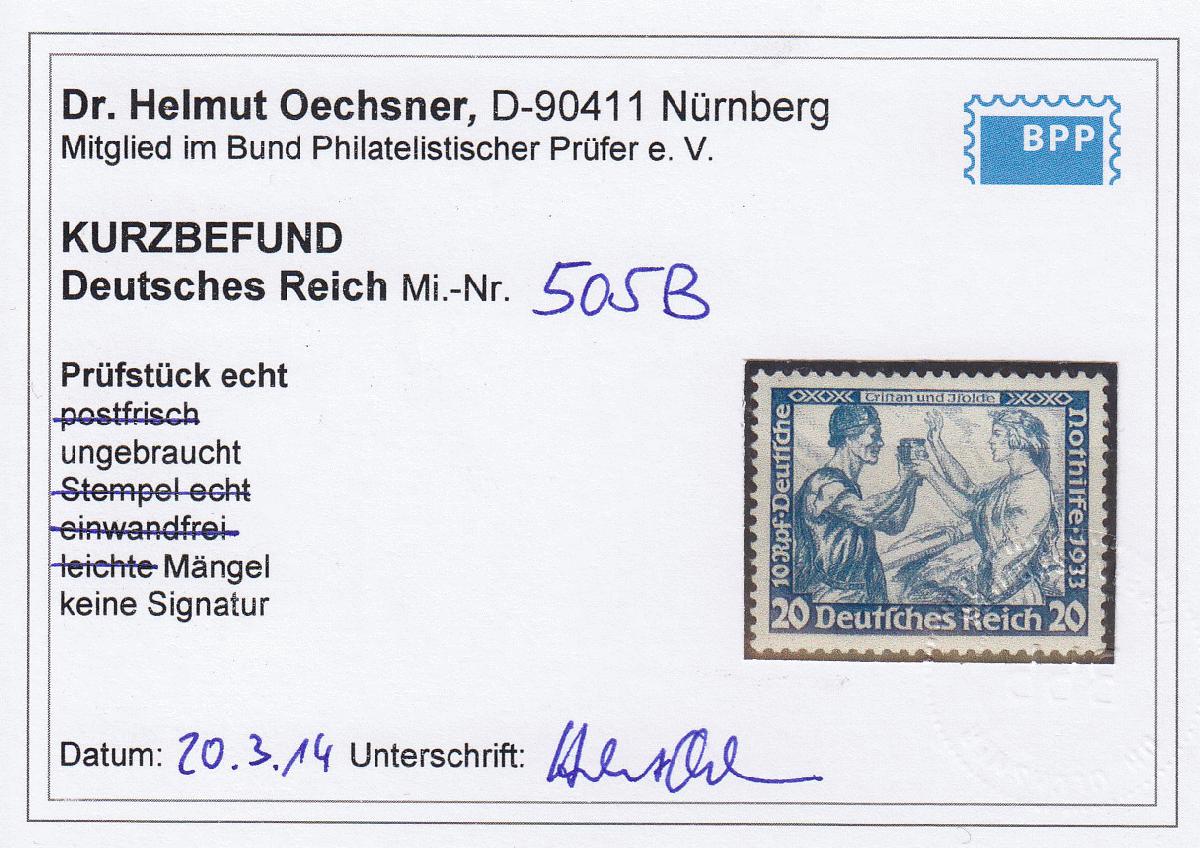 Dr. Helmut Oechsner, D-90411 Nürnberg
Mitglied im Bund Philatelistischer Prüfer e. V.
BPP
KURZBEFUND
Deutsches Reich Mi.-Nr. 505B
Prüfstück echt
postfrisch
ungebraucht
Stempel echt
einwandfrei
leichte Mängel
keine Signatur
Tristan und Isolde
10Rpf·Deutsche
Nothilfe·1933
20 Deutsches Reich 20
Datum: 20.3.14 Unterschrift: